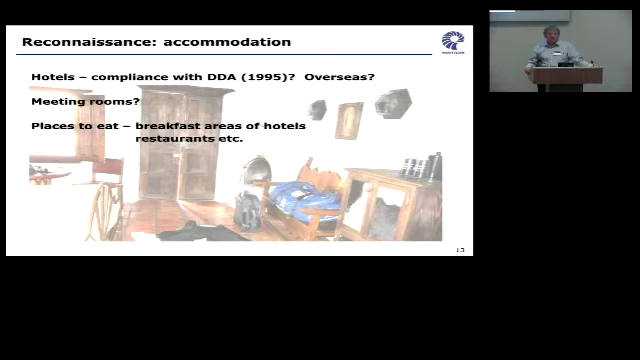 Reconnaissance: accommodation
Hotels – compliance with DDA (1995)? Overseas?
Meeting rooms?
Places to eat – breakfast areas of hotels
restaurants etc.
13